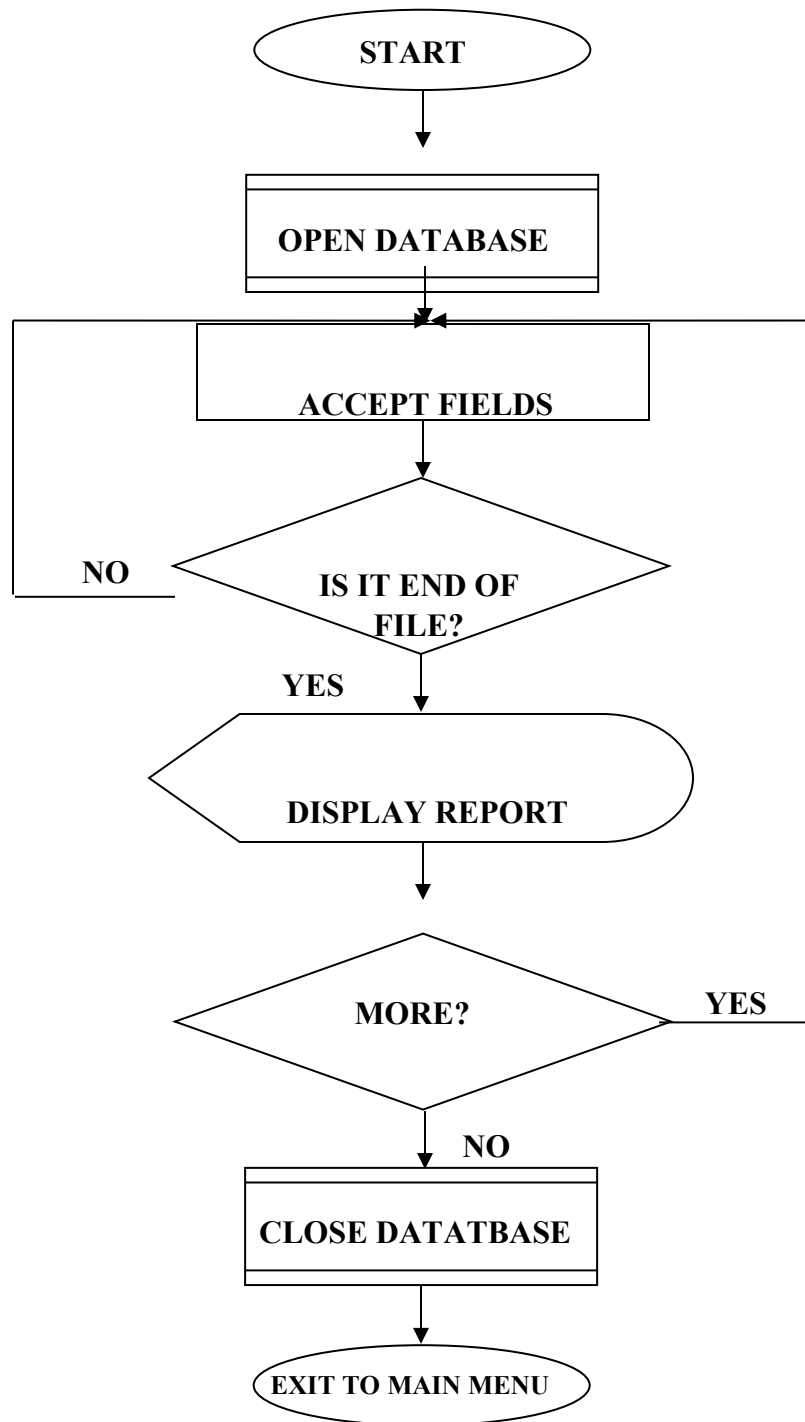 START
OPEN DATABASE
ACCEPT FIELDS
NO
IS IT END OF
FILE?
YES
DISPLAY REPORT
MORE?
YES
NO
CLOSE DATATBASE
EXIT TO MAIN MENU